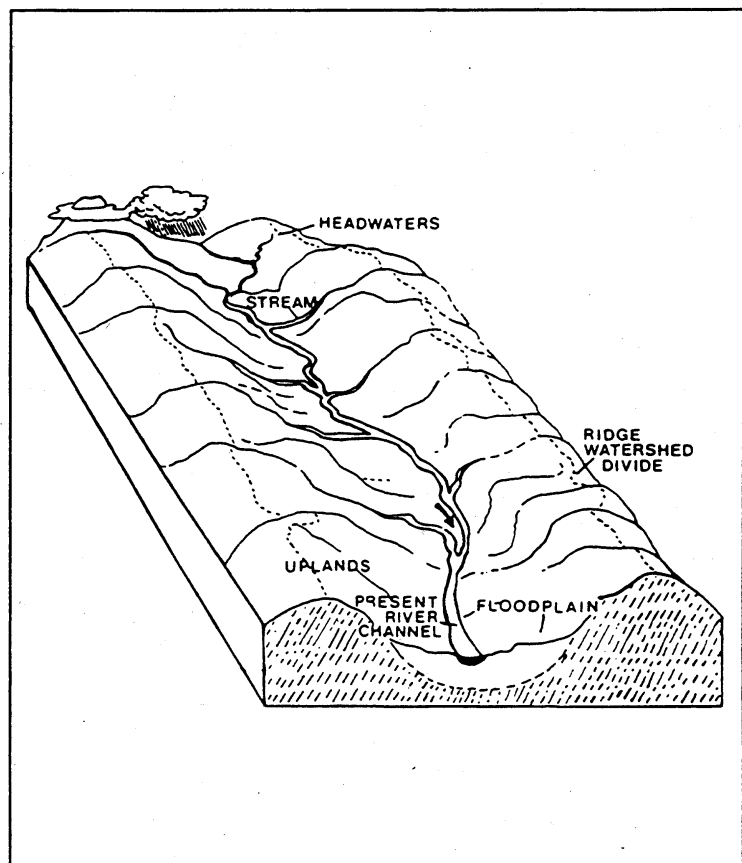 HEADWATERS
STREAM
RIDGE
WATERSHED
DIVIDE
UPLANDS
PRESENT
RIVER
CHANNEL
FLOODPLAIN